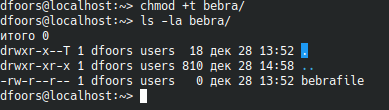 dfoors@localhost:~> chmod +t bebra/
dfoors@localhost:~> ls -la bebra/
итого 0
drwxr-x--T 1 dfoors users  18 дек 28 13:52 .
drwxr-xr-x 1 dfoors users 810 дек 28 14:58 ..
-rw-r--r-- 1 dfoors users   0 дек 28 13:52 bebrafile
dfoors@localhost:~>